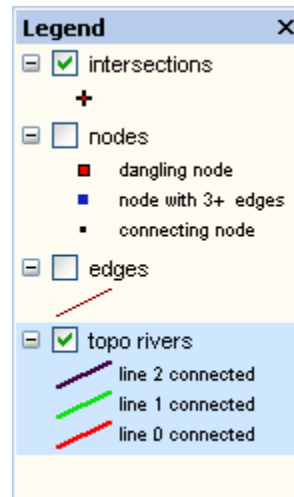 Legend
intersections
nodes
dangling node
node with 3+ edges
connecting node
edges
topo rivers
line 2 connected
line 1 connected
line 0 connected